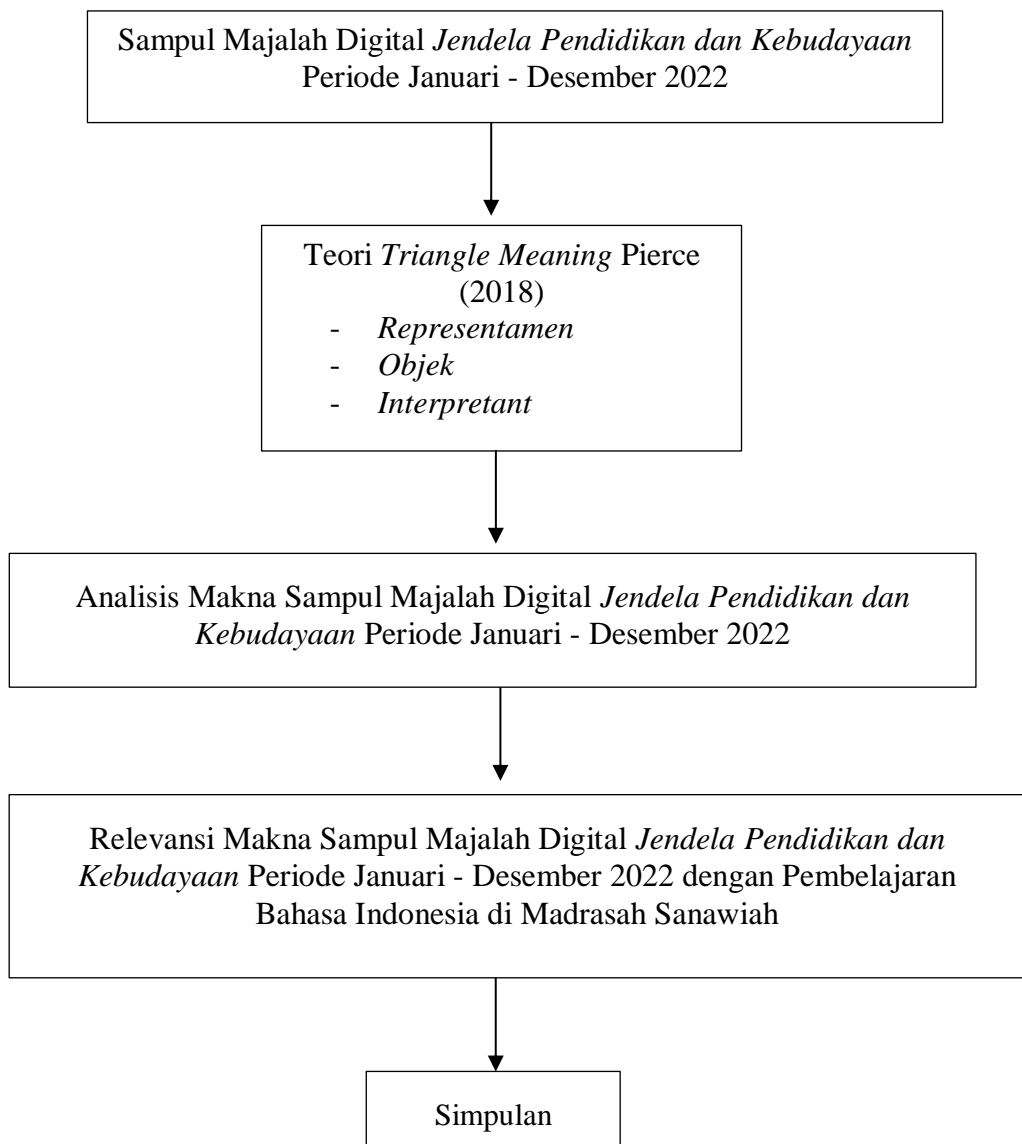 Sampul Majalah Digital Jendela Pendidikan dan Kebudayaan
Periode Januari - Desember 2022
Teori Triangle Meaning Pierce
(2018)
- Representamen
- Objek
- Interpretant
Analisis Makna Sampul Majalah Digital Jendela Pendidikan dan
Kebudayaan Periode Januari - Desember 2022
Relevansi Makna Sampul Majalah Digital Jendela Pendidikan dan
Kebudayaan Periode Januari - Desember 2022 dengan Pembelajaran
Bahasa Indonesia di Madrasah Sanawiah
Simpulan